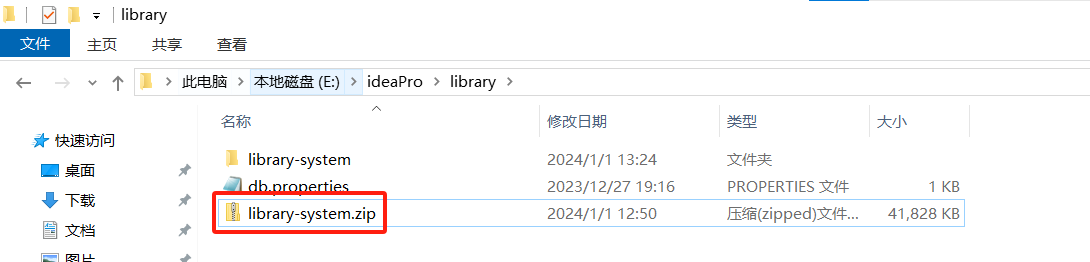 library
文件 主页 共享 查看
此电脑 本地磁盘 (E:) ideaPro library
名称 修改日期 类型 大小
快速访问
library-system 2024/1/1 13:24 文件夹
桌面
db.properties 2023/12/27 19:16 PROPERTIES 文件 1 KB
下载
library-system.zip 2024/1/1 12:50 压缩(zipped)文件... 41,828 KB
文档
图片